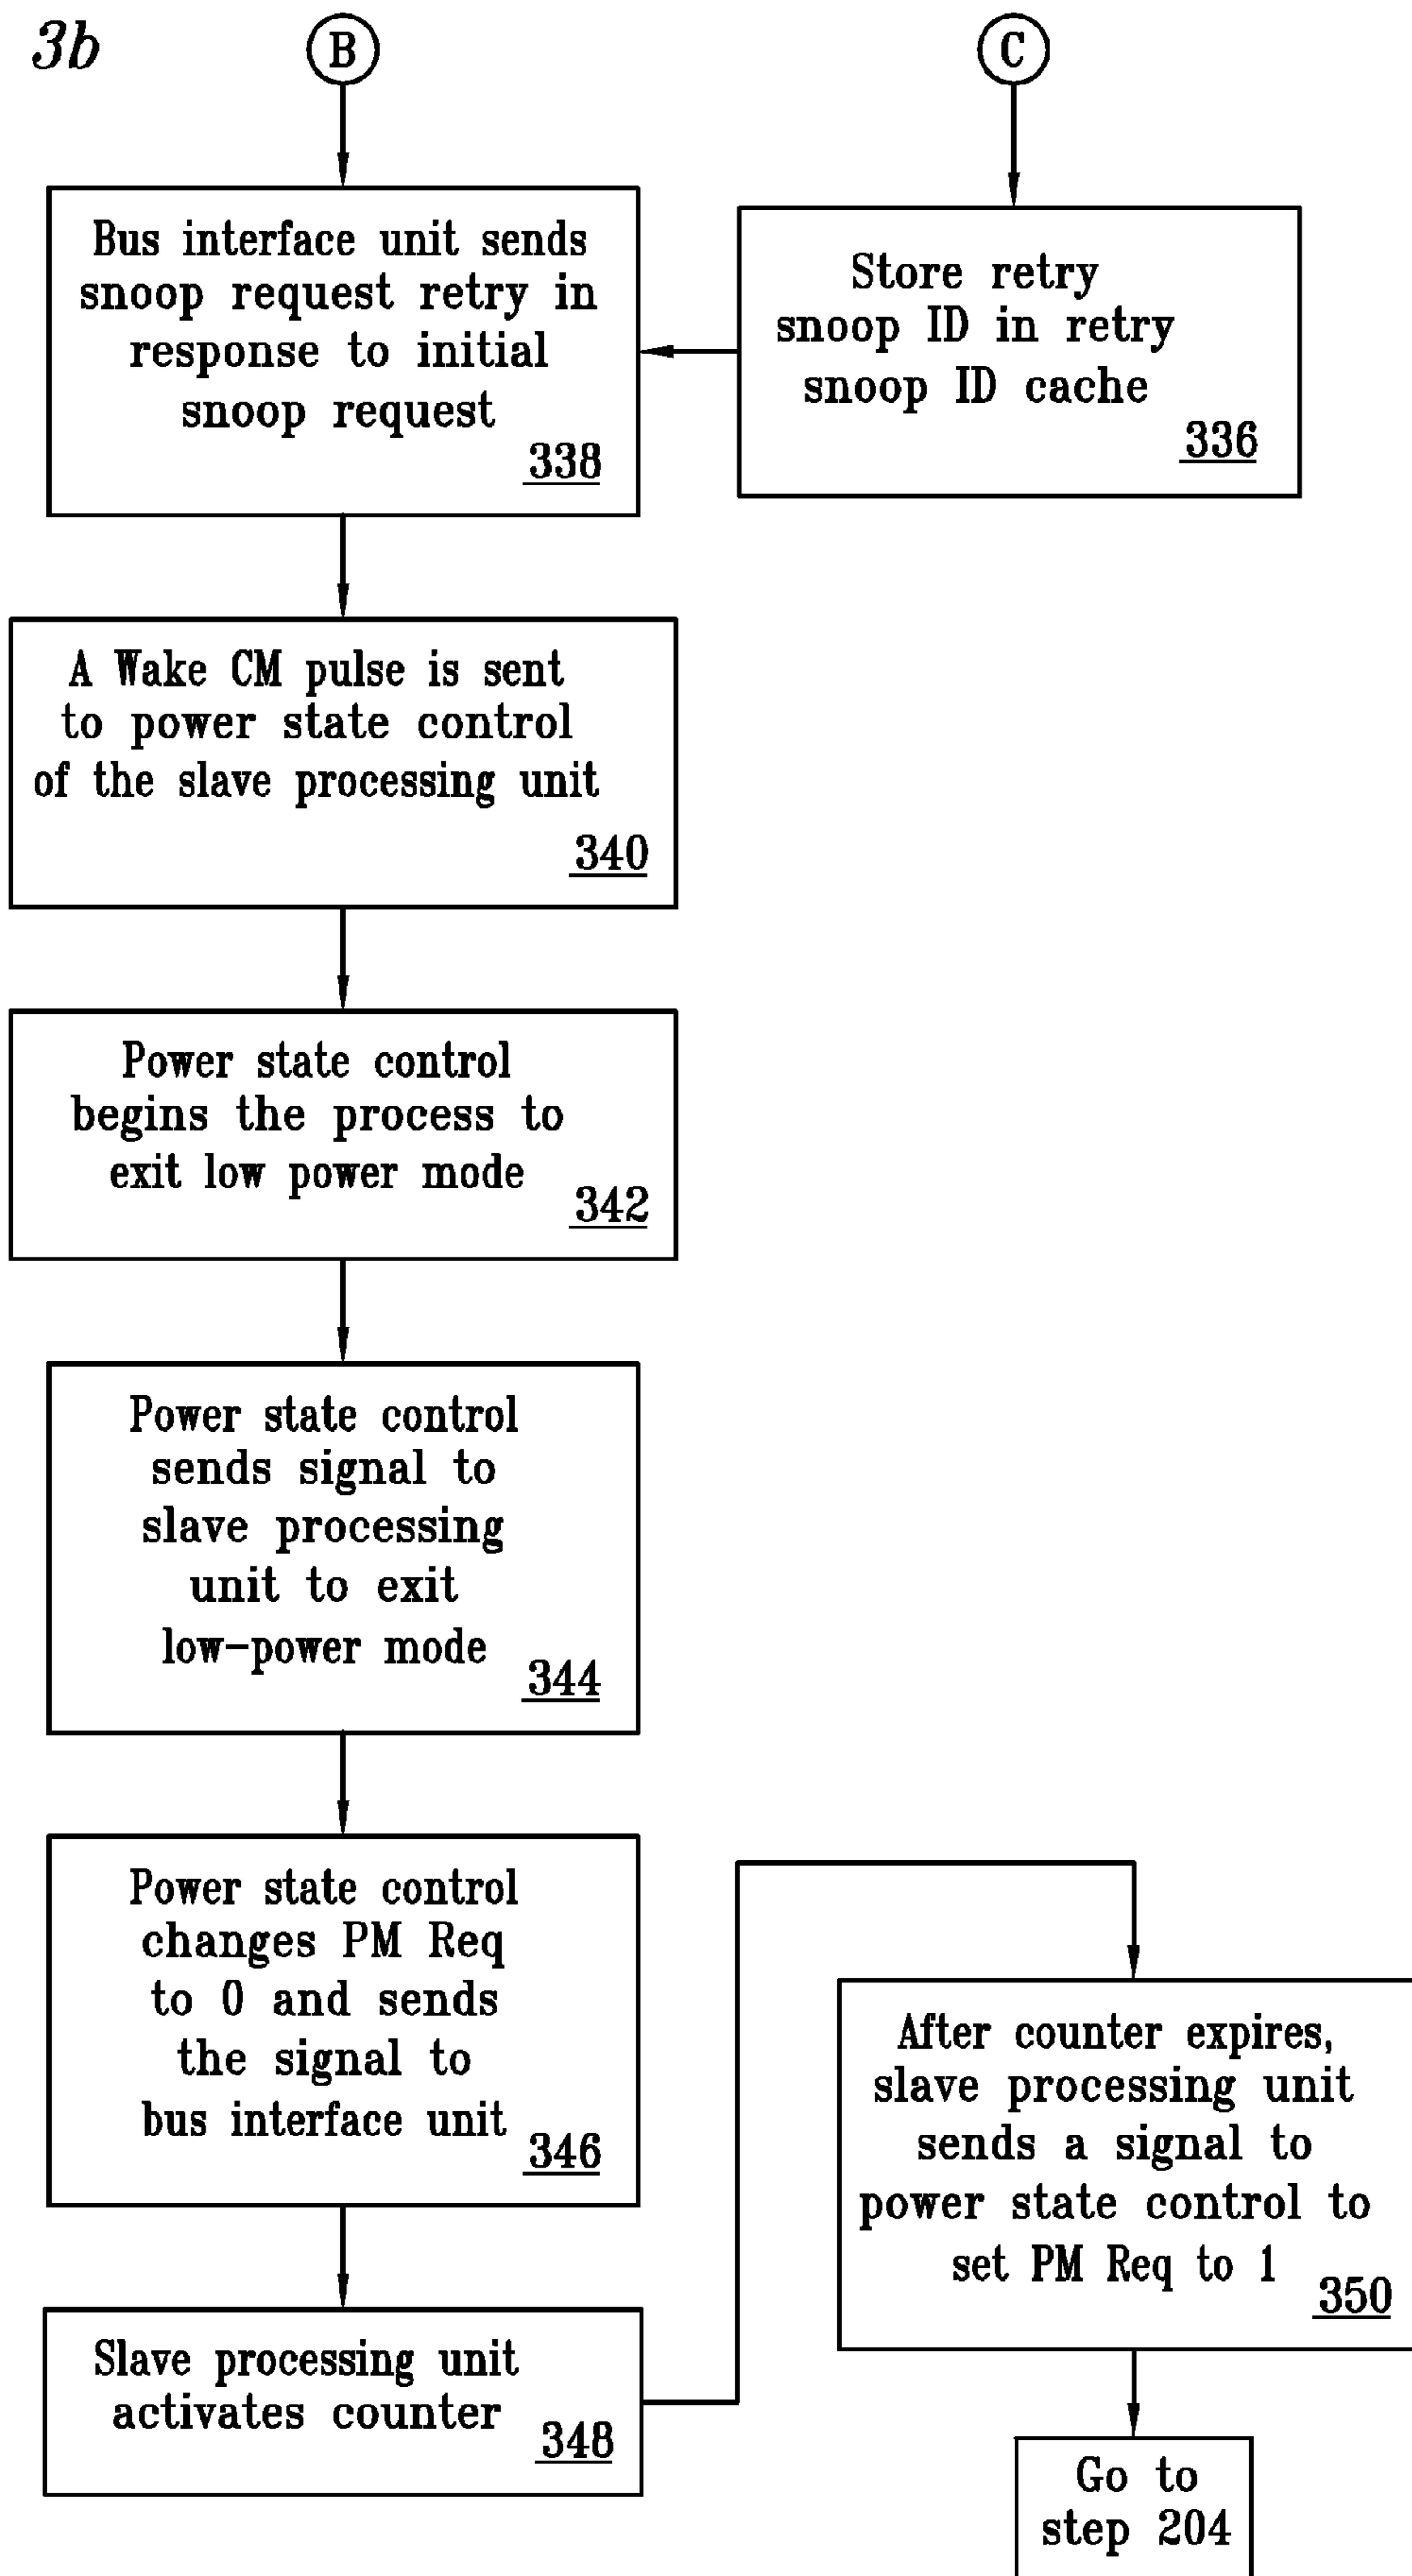 3b
B
C
Bus interface unit sends
snoop request retry in
response to initial
snoop request
338
Store retry
snoop ID in retry
snoop ID cache
336
A Wake CM pulse is sent
to power state control
of the slave processing unit
340
Power state control
begins the process to
exit low power mode
342
Power state control
sends signal to
slave processing
unit to exit
low-power mode
344
Power state control
changes PM Req
to 0 and sends
the signal to
bus interface unit
346
Slave processing unit
activates counter
348
After counter expires,
slave processing unit
sends a signal to
power state control to
set PM Req to 1
350
Go to
step 204